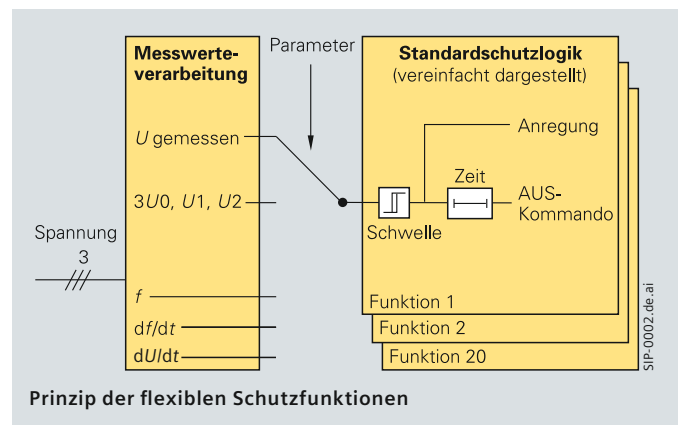 Messwerte-
verarbeitung
Parameter
Standardschutzlogik
(vereinfacht dargestellt)
U gemessen
Anregung
3U0, U1, U2
Zeit
AUS-
Kommando
Schwelle
Spannung
3
f
df/dt
dU/dt
Funktion 1
Funktion 2
Funktion 20
SIP-0002.de.ai
Prinzip der flexiblen Schutzfunktionen